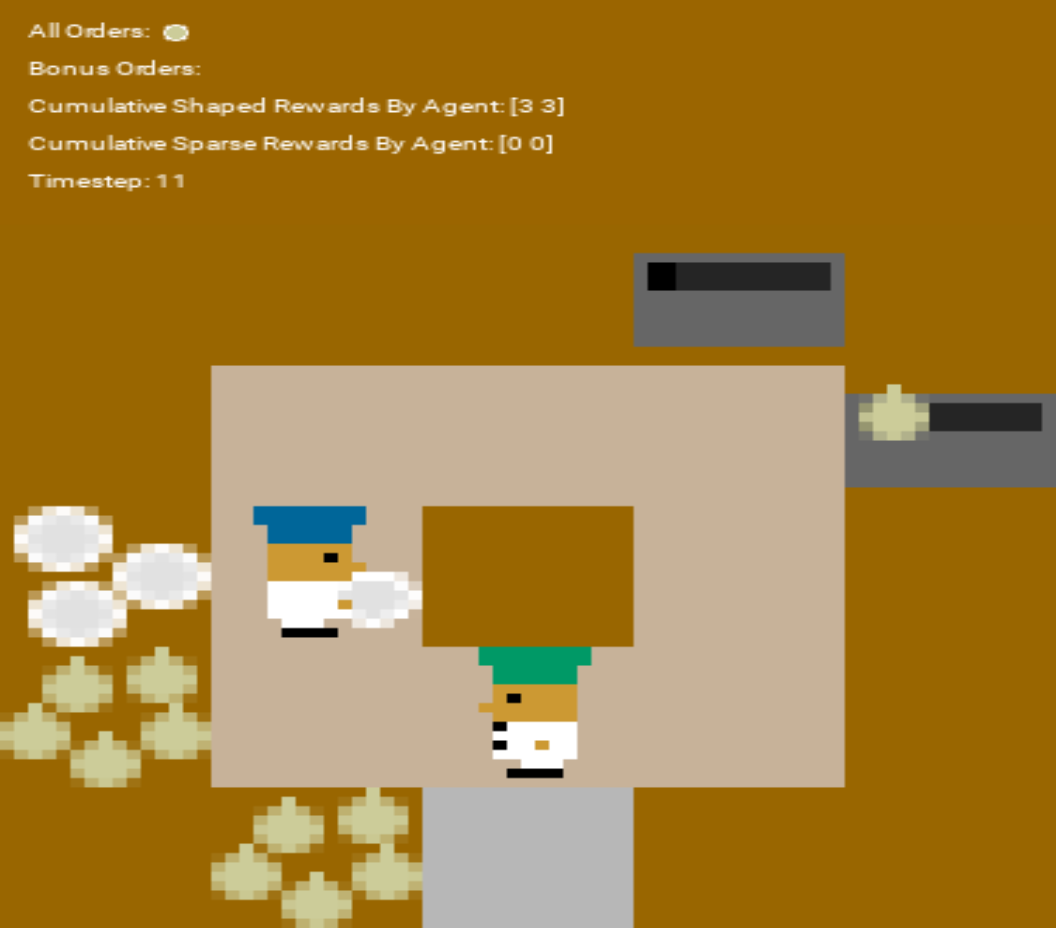 All Orders:
Bonus Orders:
Cumulative Shaped Rewards By Agent: [3 3]
Cumulative Sparse Rewards By Agent: [0 0]
Timestep: 11